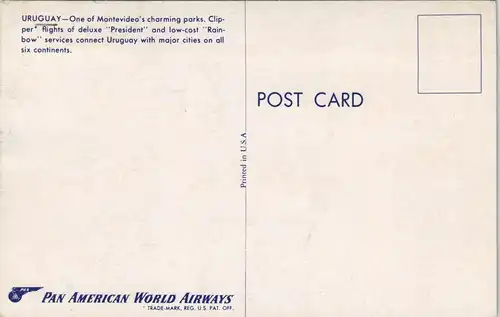 URUGUAY—One of Montevideo's charming parks. Clip-
per* flights of deluxe "President" and low-cost "Rain-
bow" services connect Uruguay with major cities on all
six continents.
POST CARD
Printed in U.S.A
PAN AMERICAN WORLD AIRWAYS
* TRADE-MARK, REG. U.S. PAT. OFF.